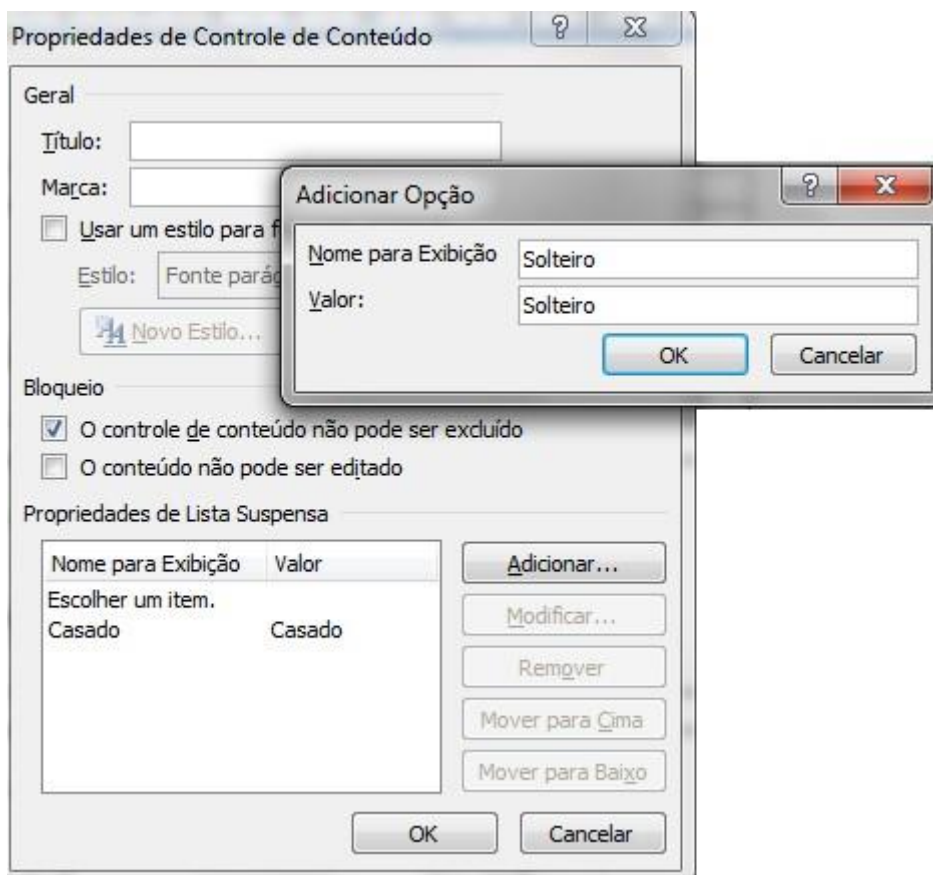 Propriedades de Controle de Conteúdo
Geral
Título:
Marca:
Usar um estilo para
Estilo: Fonte
Novo Estilo...
Adicionar Opção
Nome para Exibição Solteiro
Valor: Solteiro
OK Cancelar
Bloqueio
O controle de conteúdo não pode ser excluído
O conteúdo não pode ser editado
Propriedades de Lista Suspensa
Nome para Exibição Valor
Escolher um item.
Casado Casado
Adicionar...
Modificar...
Remover
Mover para Cima
Mover para Baixo
OK Cancelar